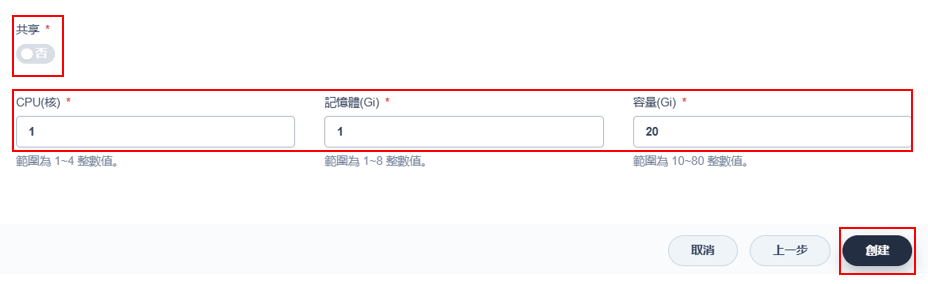 共享 *
否
CPU(核) * 記憶體(Gi) * 容量(Gi) *
1 1 20
範圍為 1~4 整數值。 範圍為 1~8 整數值。 範圍為 10~80 整數值。
取消 上一步 創建